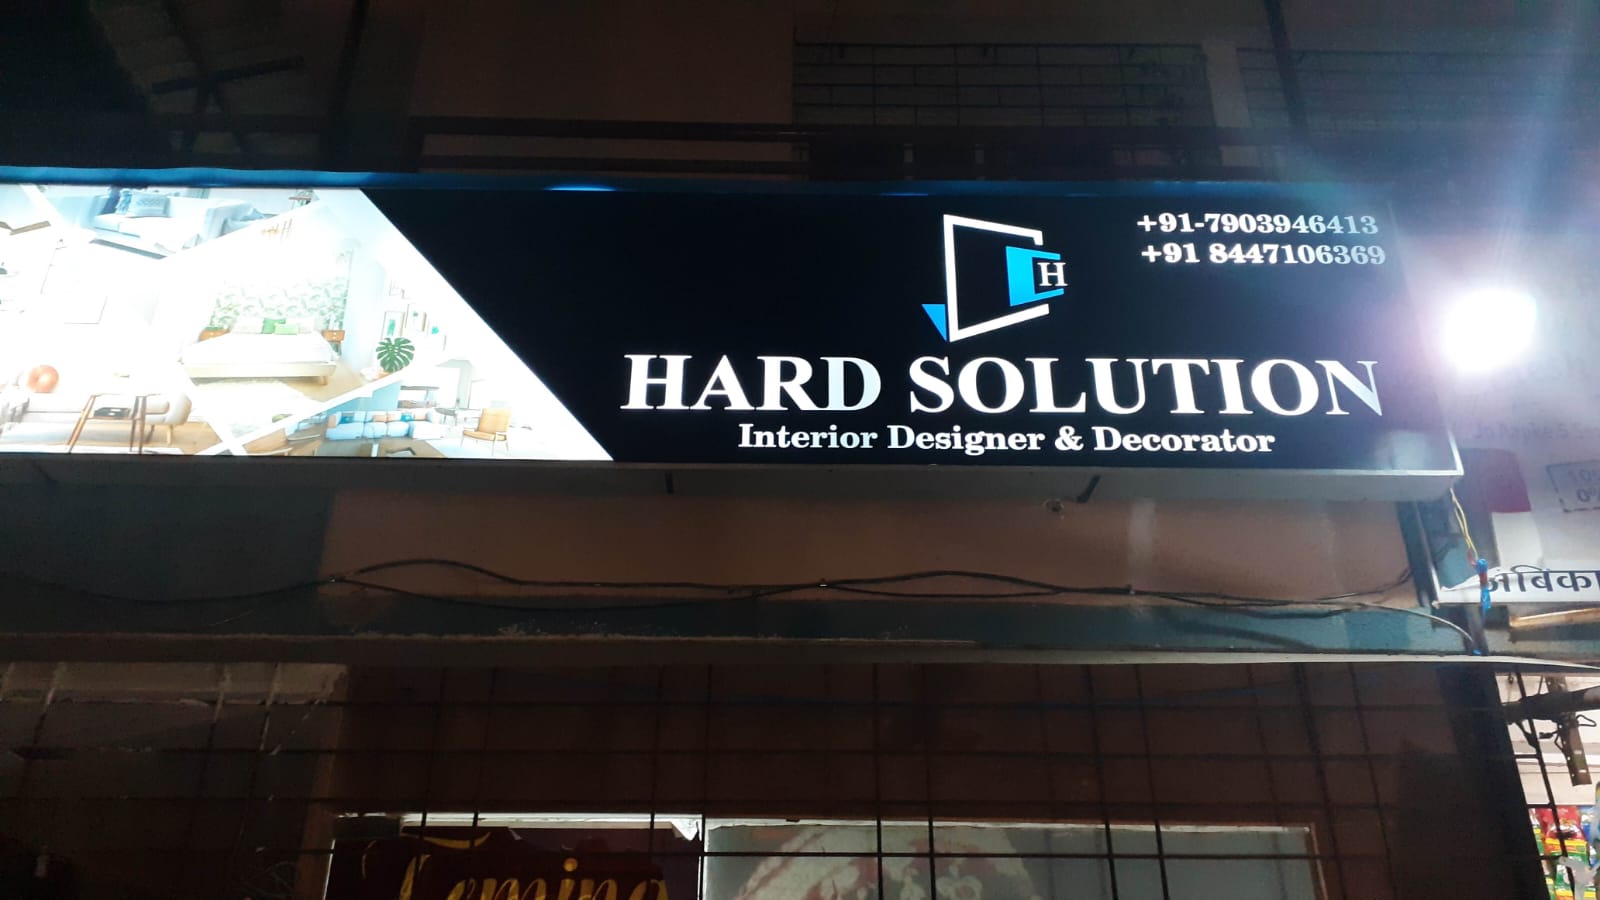 +91-7903946413
+91 8447106369
H
HARD SOLUTION
Interior Designer & Decorator
अंबिका